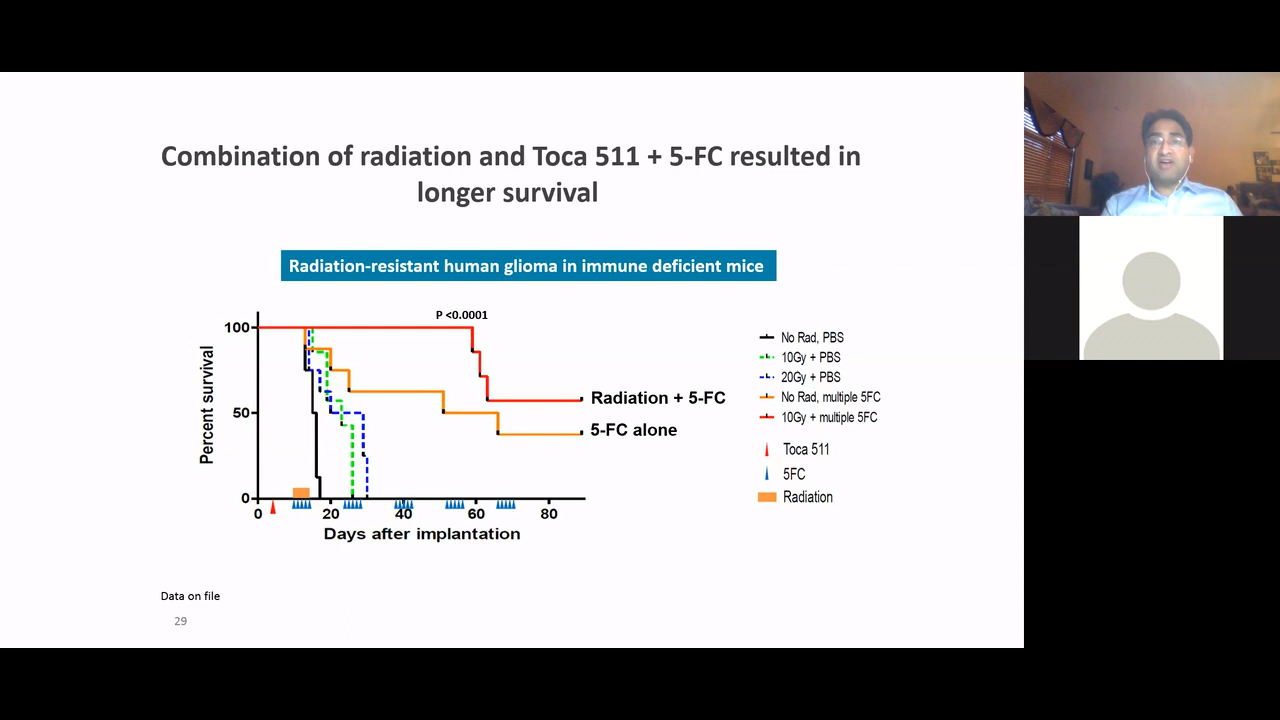 Combination of radiation and Toca 511 + 5-FC resulted in
longer survival
Radiation-resistant human glioma in immune deficient mice
P <0.0001
100
50
0
Percent survival
0
20
40
60
80
Days after implantation
Radiation + 5-FC
5-FC alone
No Rad, PBS
10Gy + PBS
20Gy + PBS
No Rad, multiple 5FC
10Gy + multiple 5FC
Toca 511
5FC
Radiation
Data on file
29